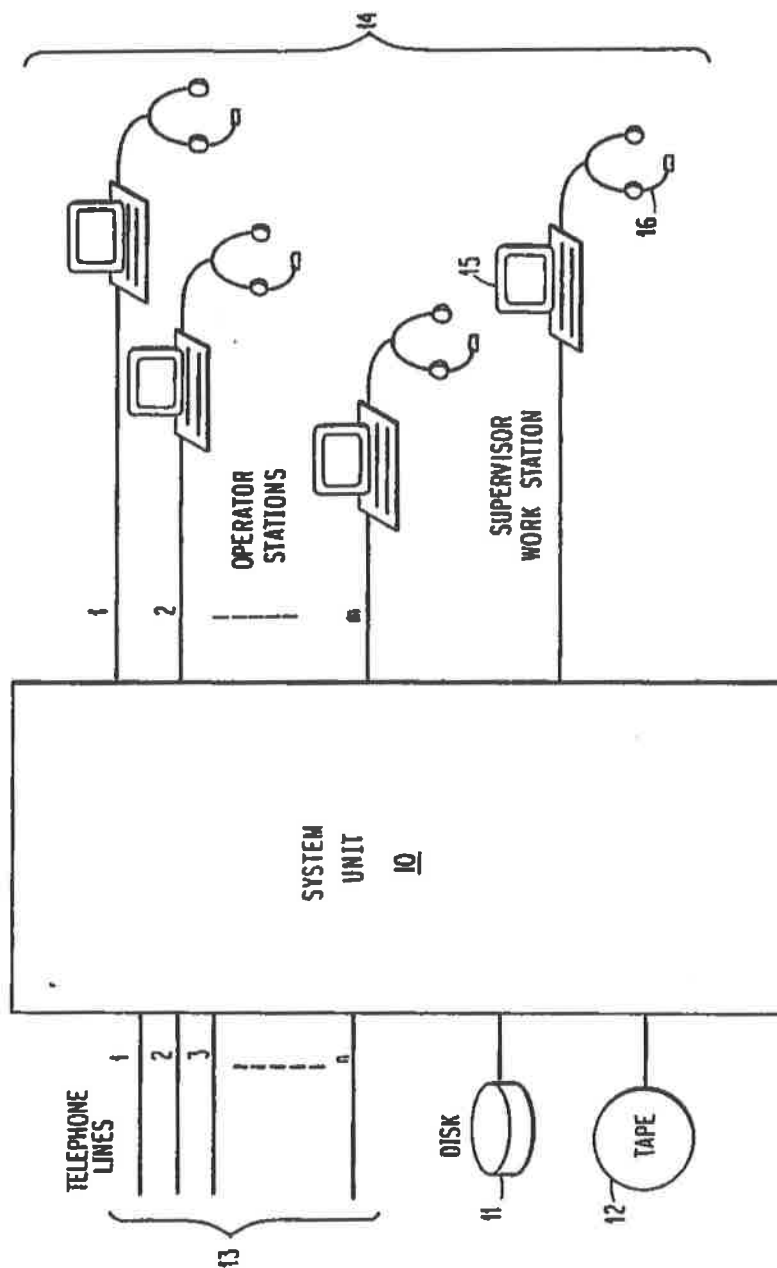 TELEPHONE
LINES
1
2
3
n
13
DISK
11
TAPE
12
SYSTEM
UNIT
10
1
2
m
OPERATOR
STATIONS
SUPERVISOR
WORK STATION
15
16
14